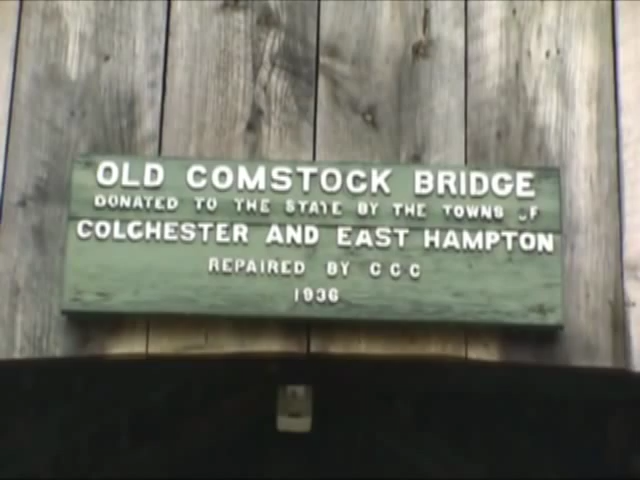 OLD COMSTOCK BRIDGE
DONATED TO THE STATE BY THE TOWNS OF
COLCHESTER AND EAST HAMPTON
REPAIRED BY CCC
1936